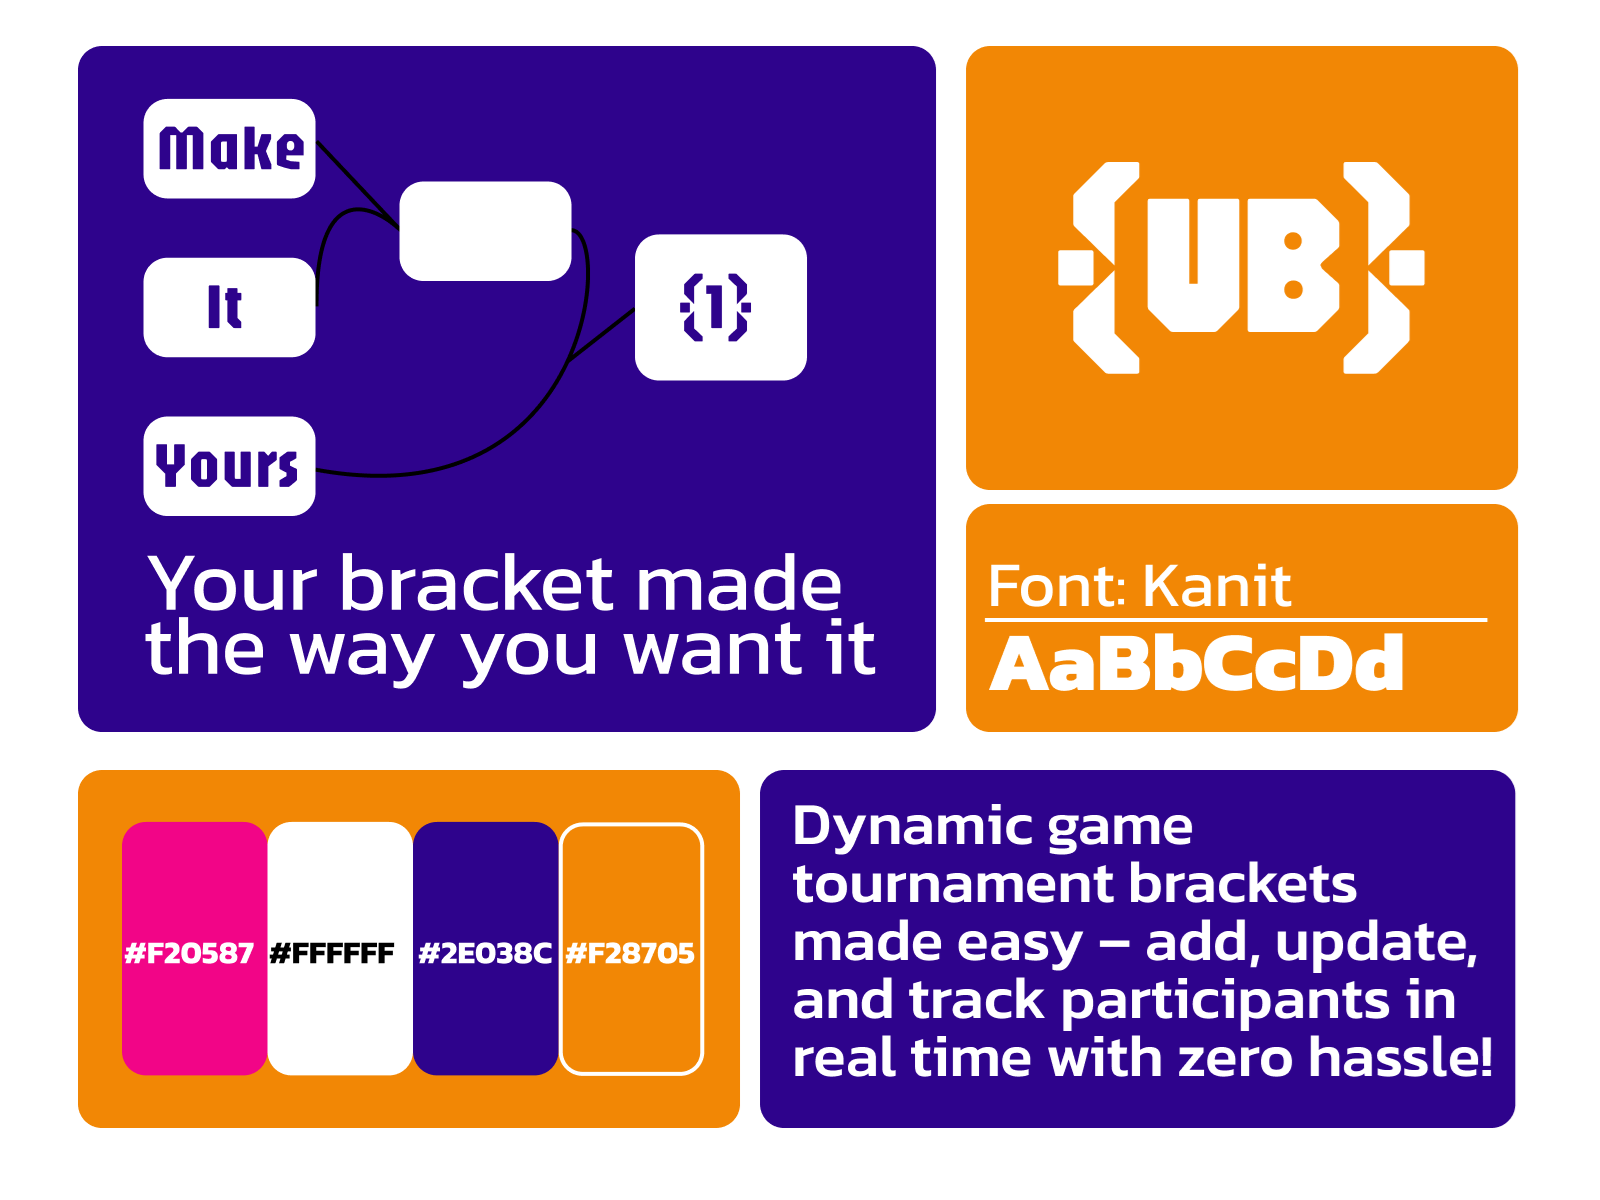 Make
It
Yours
{1}
Your bracket made
the way you want it
{UB}
Font: Kanit
AaBbCcDd
#F20587
#FFFFFF
#2E038C
#F28705
Dynamic game
tournament brackets
made easy – add, update,
and track participants in
real time with zero hassle!